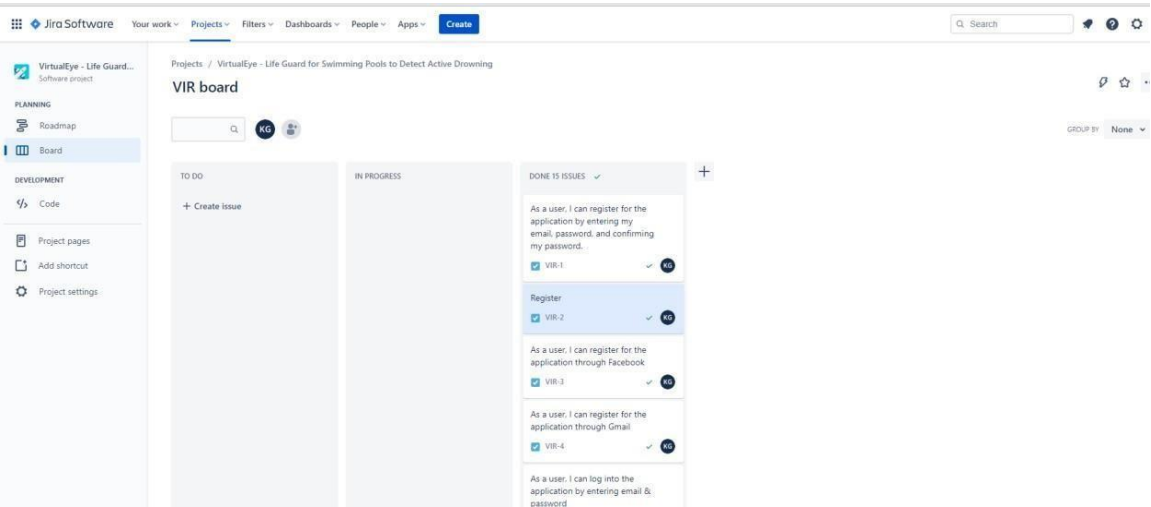 Jira Software Your work Projects Filters Dashboards People Apps Create Search
VirtualEye - Life Guard...
Software project
PLANNING
Roadmap
Board
DEVELOPMENT
Code
Project pages
Add shortcut
Project settings
Projects / VirtualEye - Life Guard for Swimming Pools to Detect Active Drowning
VIR board
KG
GROUP BY None
TO DO
+ Create issue
IN PROGRESS
DONE 15 ISSUES
As a user, I can register for the
application by entering my
email, password, and confirming
my password.
VIR-1 KG
Register
VIR-2 KG
As a user, I can register for the
application through Facebook
VIR-3 KG
As a user, I can register for the
application through Gmail
VIR-4 KG
As a user, I can log into the
application by entering email &
password